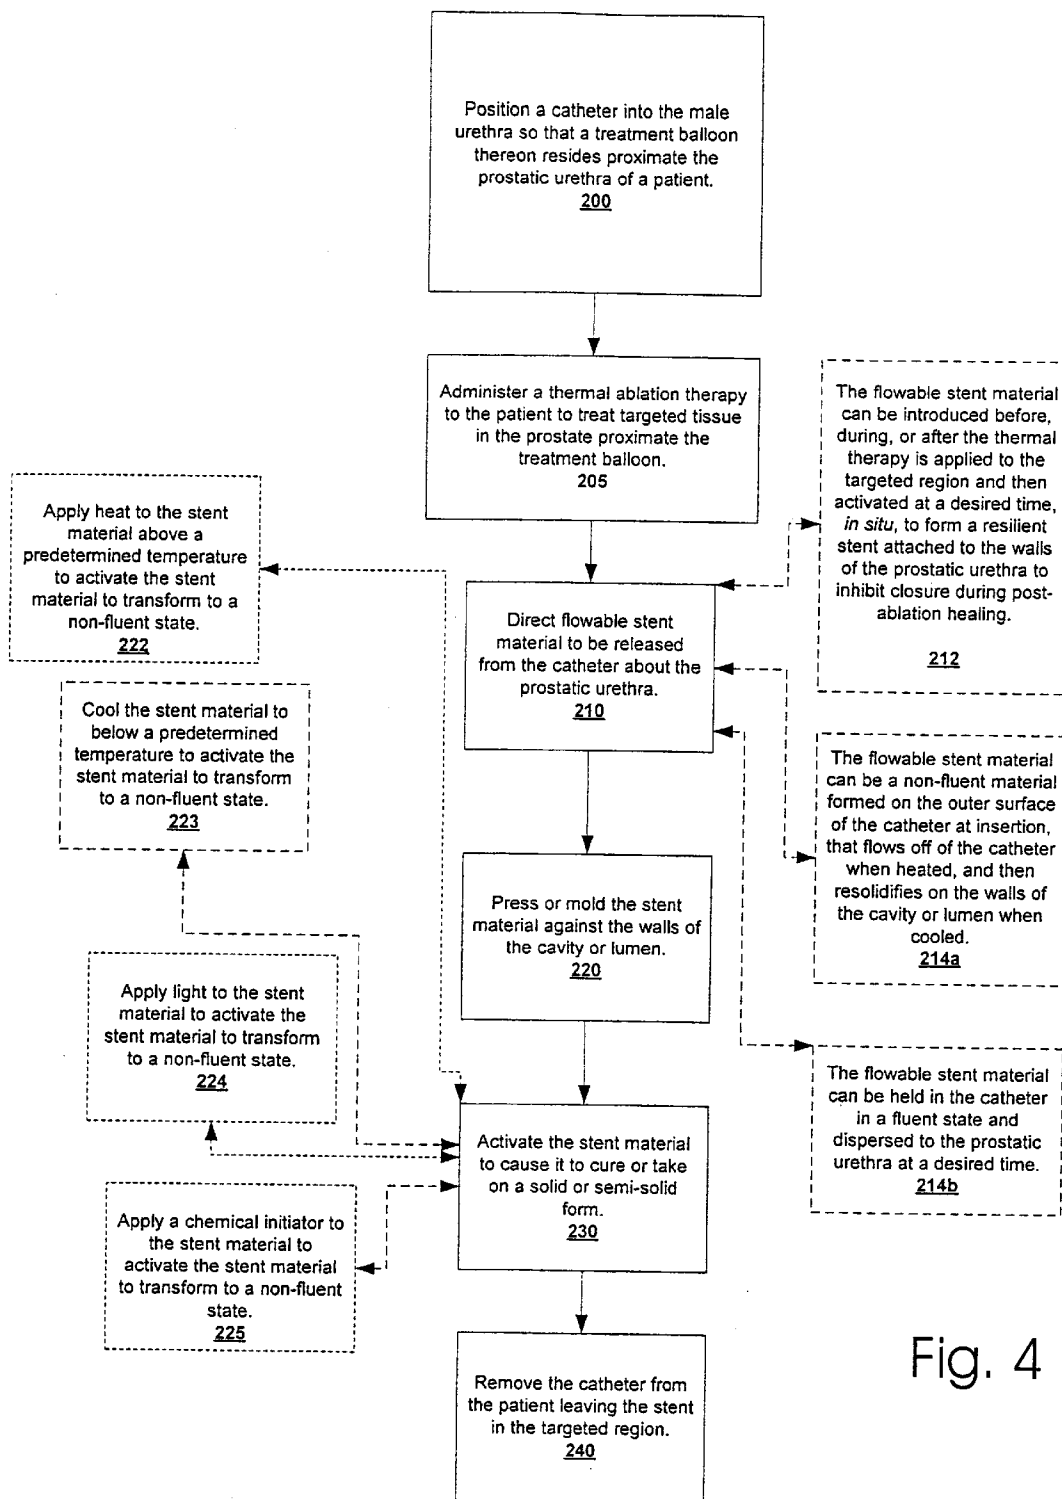 Position a catheter into the male
urethra so that a treatment balloon
thereon resides proximate the
prostatic urethra of a patient.
200
Administer a thermal ablation therapy
to the patient to treat targeted tissue
in the prostate proximate the
treatment balloon.
205
The flowable stent material
can be introduced before,
during, or after the thermal
therapy is applied to the
targeted region and then
activated at a desired time,
in situ, to form a resilient
stent attached to the walls
of the prostatic urethra to
inhibit closure during post-
ablation healing.
212
Apply heat to the stent
material above a
predetermined temperature
to activate the stent
material to transform to a
non-fluent state.
222
Direct flowable stent
material to be released
from the catheter about the
prostatic urethra.
210
Cool the stent material to
below a predetermined
temperature to activate the
stent material to transform
to a non-fluent state.
223
The flowable stent material
can be a non-fluent material
formed on the outer surface
of the catheter at insertion,
that flows off of the catheter
when heated, and then
resolidifies on the walls of
the cavity or lumen when
cooled.
214a
Press or mold the stent
material against the walls of
the cavity or lumen.
220
Apply light to the stent
material to activate the
stent material to transform
to a non-fluent state.
224
The flowable stent material
can be held in the catheter
in a fluent state and
dispersed to the prostatic
urethra at a desired time.
214b
Activate the stent material
to cause it to cure or take
on a solid or semi-solid
form.
230
Apply a chemical initiator to
the stent material to
activate the stent material
to transform to a non-fluent
state.
225
Remove the catheter from
the patient leaving the stent
in the targeted region.
240
Fig. 4